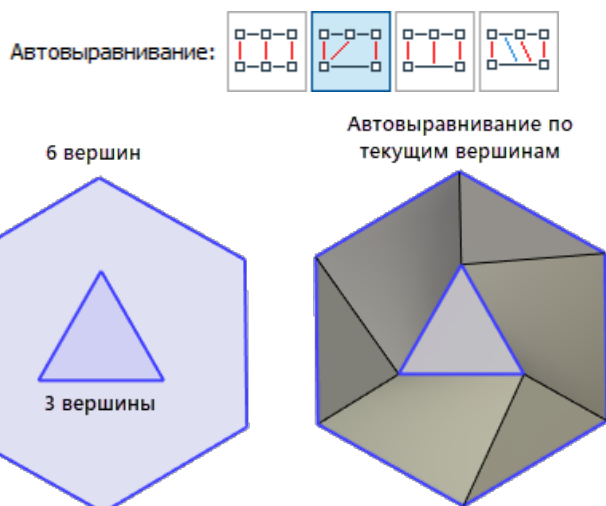 Автовыравнивание:
6 вершин
3 вершины
Автовыравнивание по
текущим вершинам